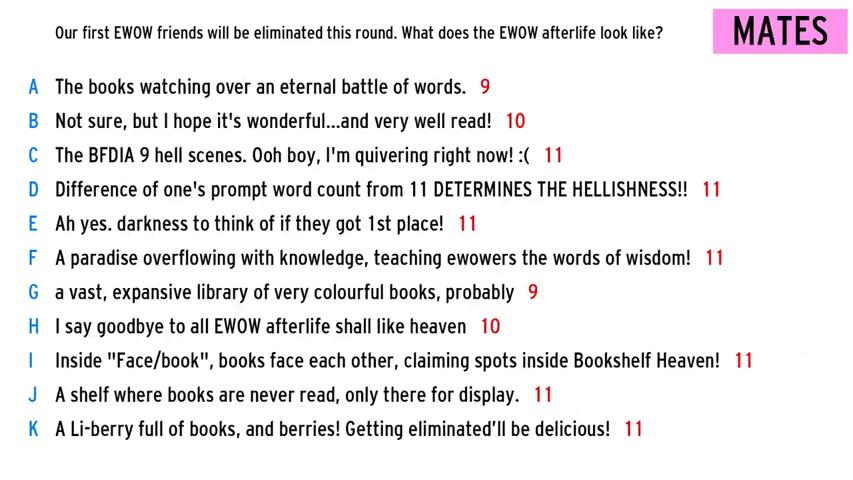 Our first EWOW friends will be eliminated this round. What does the EWOW afterlife look like?
MATES
A The books watching over an eternal battle of words. 9
B Not sure, but I hope it's wonderful...and very well read! 10
C The BFDIA 9 hell scenes. Ooh boy, I'm quivering right now! :( 11
D Difference of one's prompt word count from 11 DETERMINES THE HELLISHNESS!! 11
E Ah yes. darkness to think of if they got 1st place! 11
F A paradise overflowing with knowledge, teaching ewowers the words of wisdom! 11
G a vast, expansive library of very colourful books, probably 9
H I say goodbye to all EWOW afterlife shall like heaven 10
I Inside "Face/book", books face each other, claiming spots inside Bookshelf Heaven! 11
J A shelf where books are never read, only there for display. 11
K A Li-berry full of books, and berries! Getting eliminated'll be delicious! 11